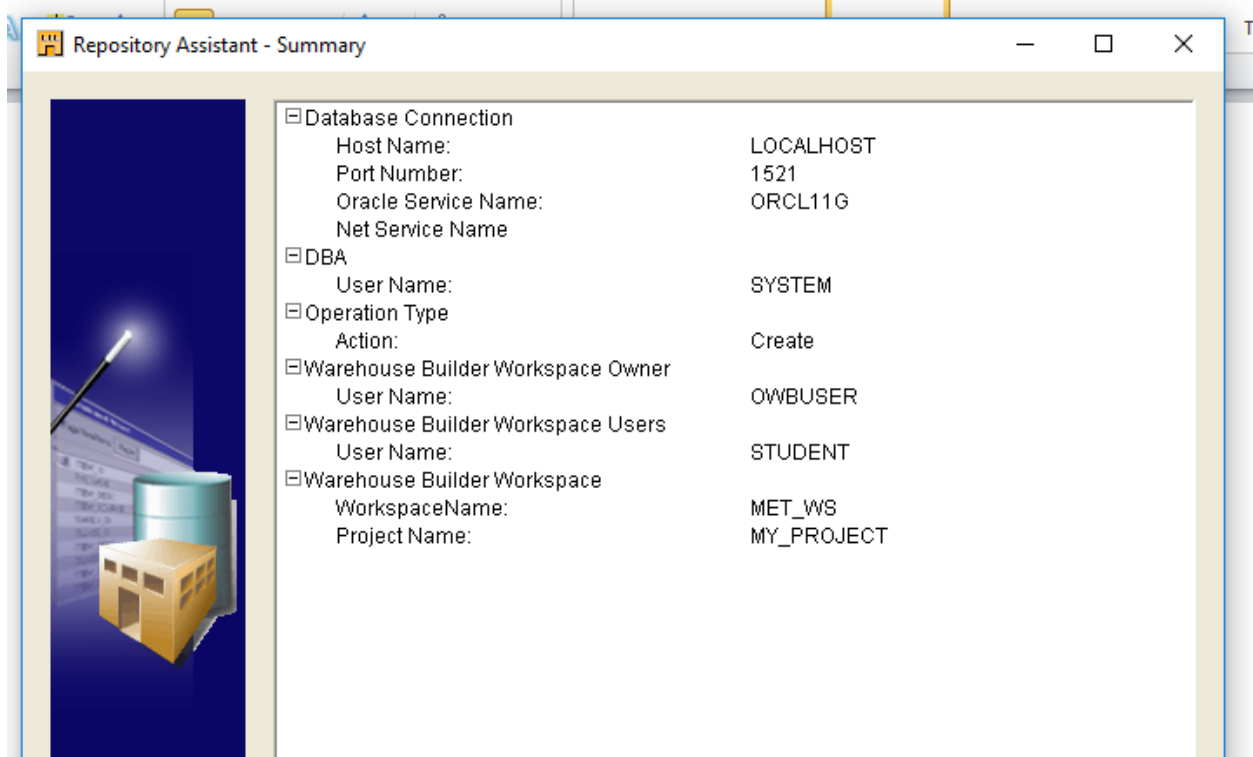 Repository Assistant - Summary
Database Connection
Host Name: LOCALHOST
Port Number: 1521
Oracle Service Name: ORCL11G
Net Service Name
DBA
User Name: SYSTEM
Operation Type
Action: Create
Warehouse Builder Workspace Owner
User Name: OWBUSER
Warehouse Builder Workspace Users
User Name: STUDENT
Warehouse Builder Workspace
WorkspaceName: MET_WS
Project Name: MY_PROJECT